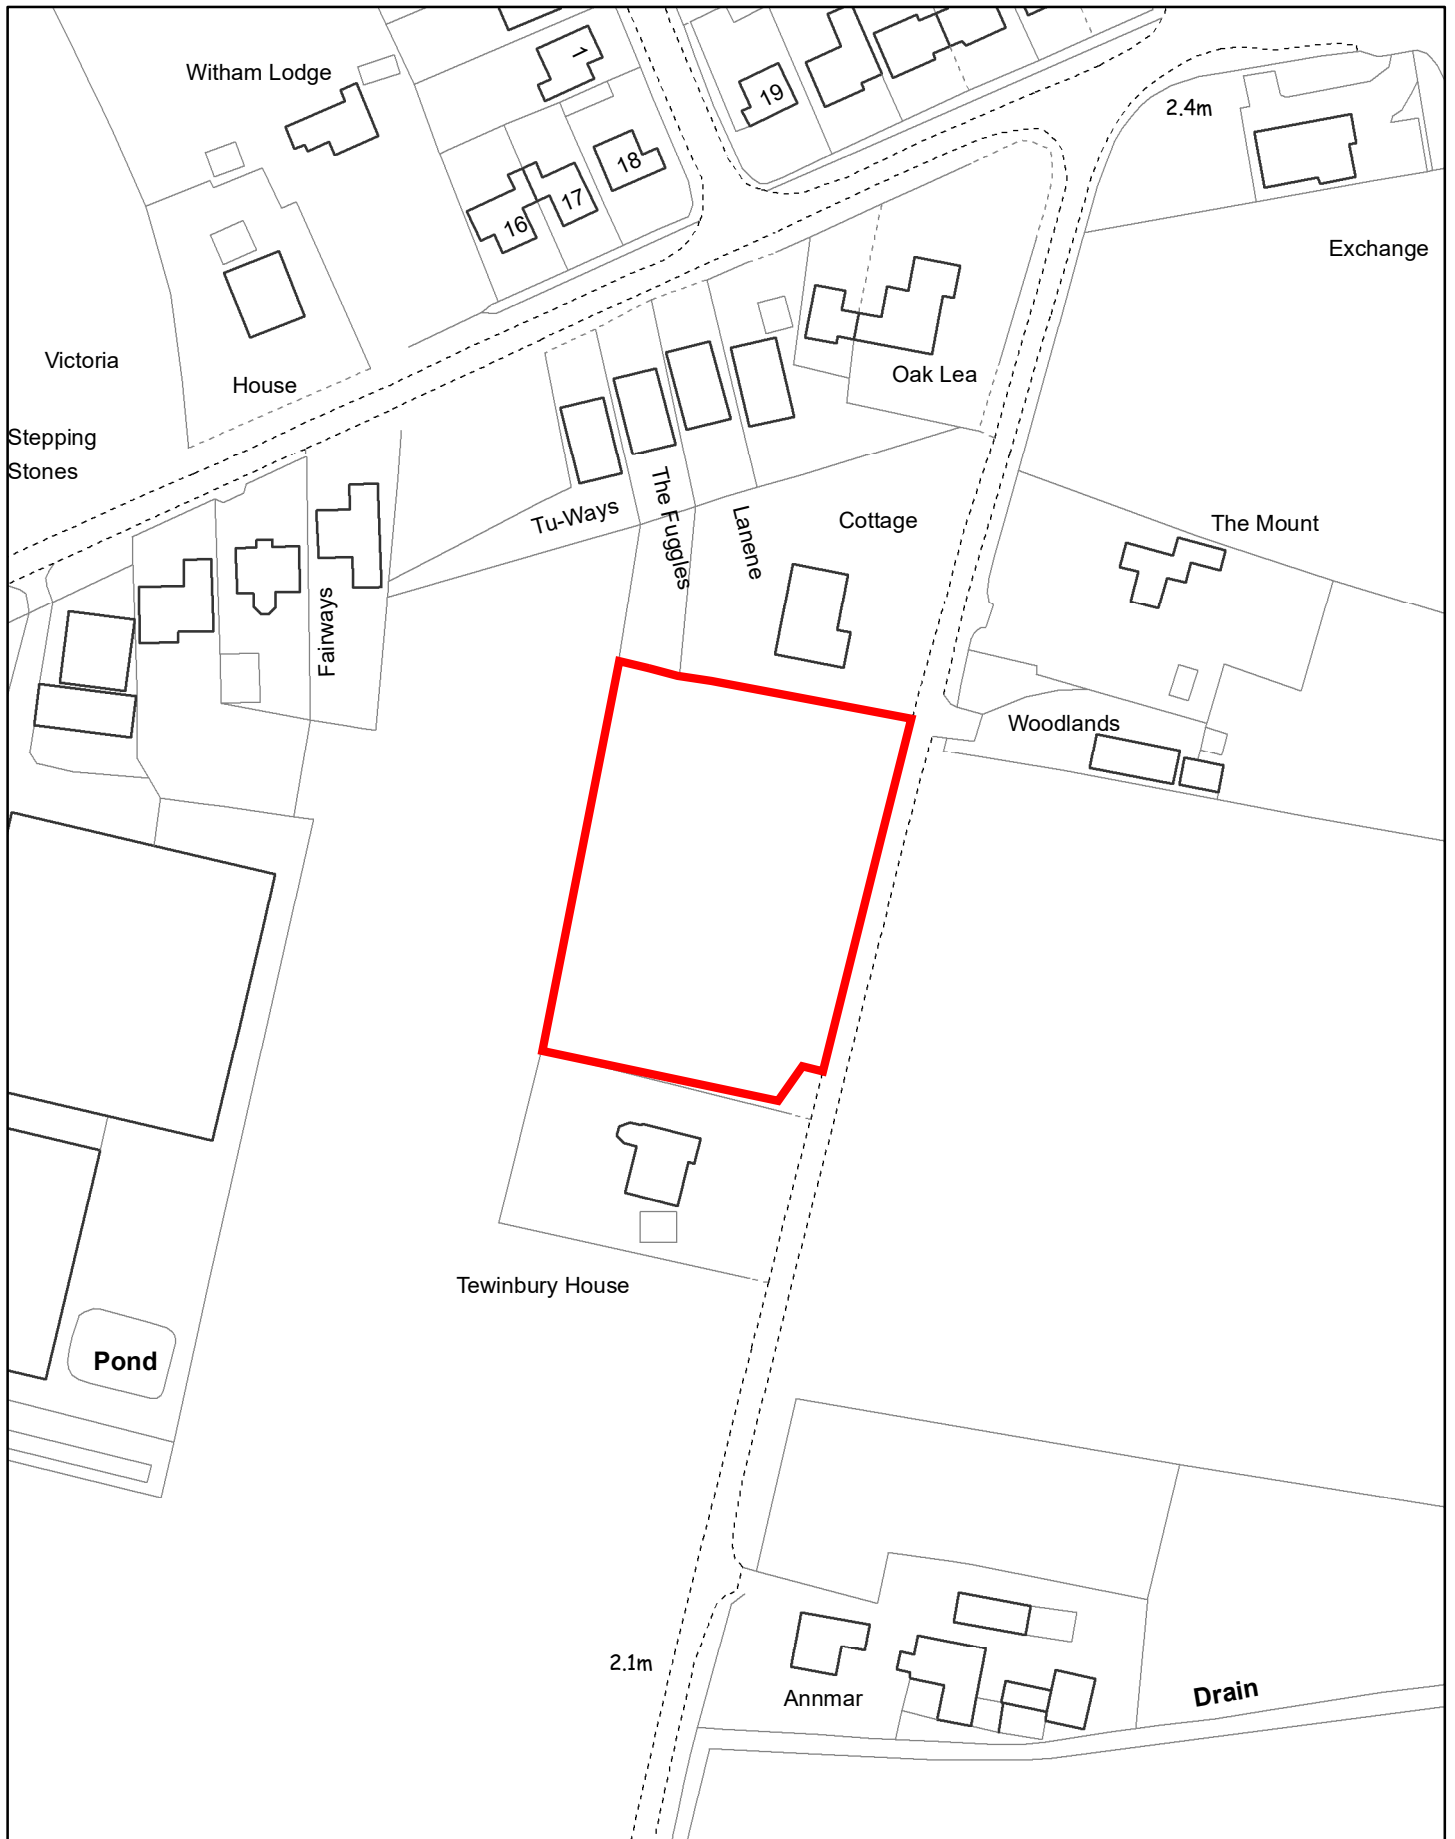 Witham Lodge
1
19
2.4m
18
17
16
Exchange
Victoria
House
Oak Lea
Stepping
Stones
Tu-Ways
The Fuggles
Lanene
Cottage
The Mount
Fairways
Woodlands
Tewinbury House
Pond
2.1m
Annmar
Drain